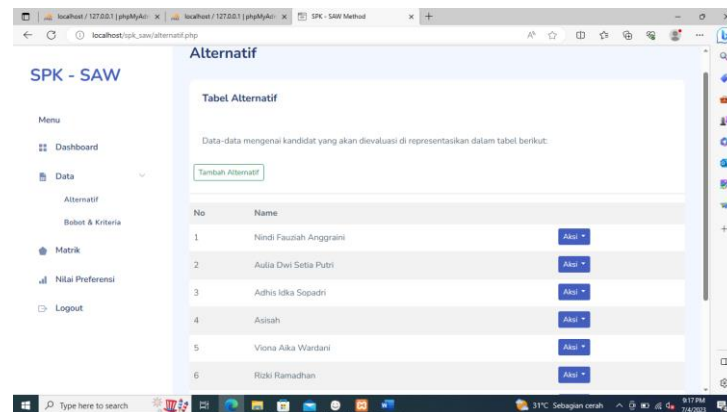 localhost / 127.0.0.1 | phpMyAdn
localhost / 127.0.0.1 | phpMyAdn
SPK - SAW Method
localhost/spk_saw/alternatif.php
SPK - SAW
Menu
Dashboard
Data
Alternatif
Bobot & Kriteria
Matrik
Nilai Preferensi
Logout
Alternatif
Tabel Alternatif
Data-data mengenai kandidat yang akan dievaluasi di representasikan dalam tabel berikut:
Tambah Alternatif
No Name
1 Nindi Fauziah Anggraini Aksi
2 Aulia Dwi Setia Putri Aksi
3 Adhis Idka Sopadri Aksi
4 Asisah Aksi
5 Viona Aika Wardani Aksi
6 Rizki Ramadhan Aksi
Type here to search
31°C Sebagian cerah
9:17 PM
7/4/2023